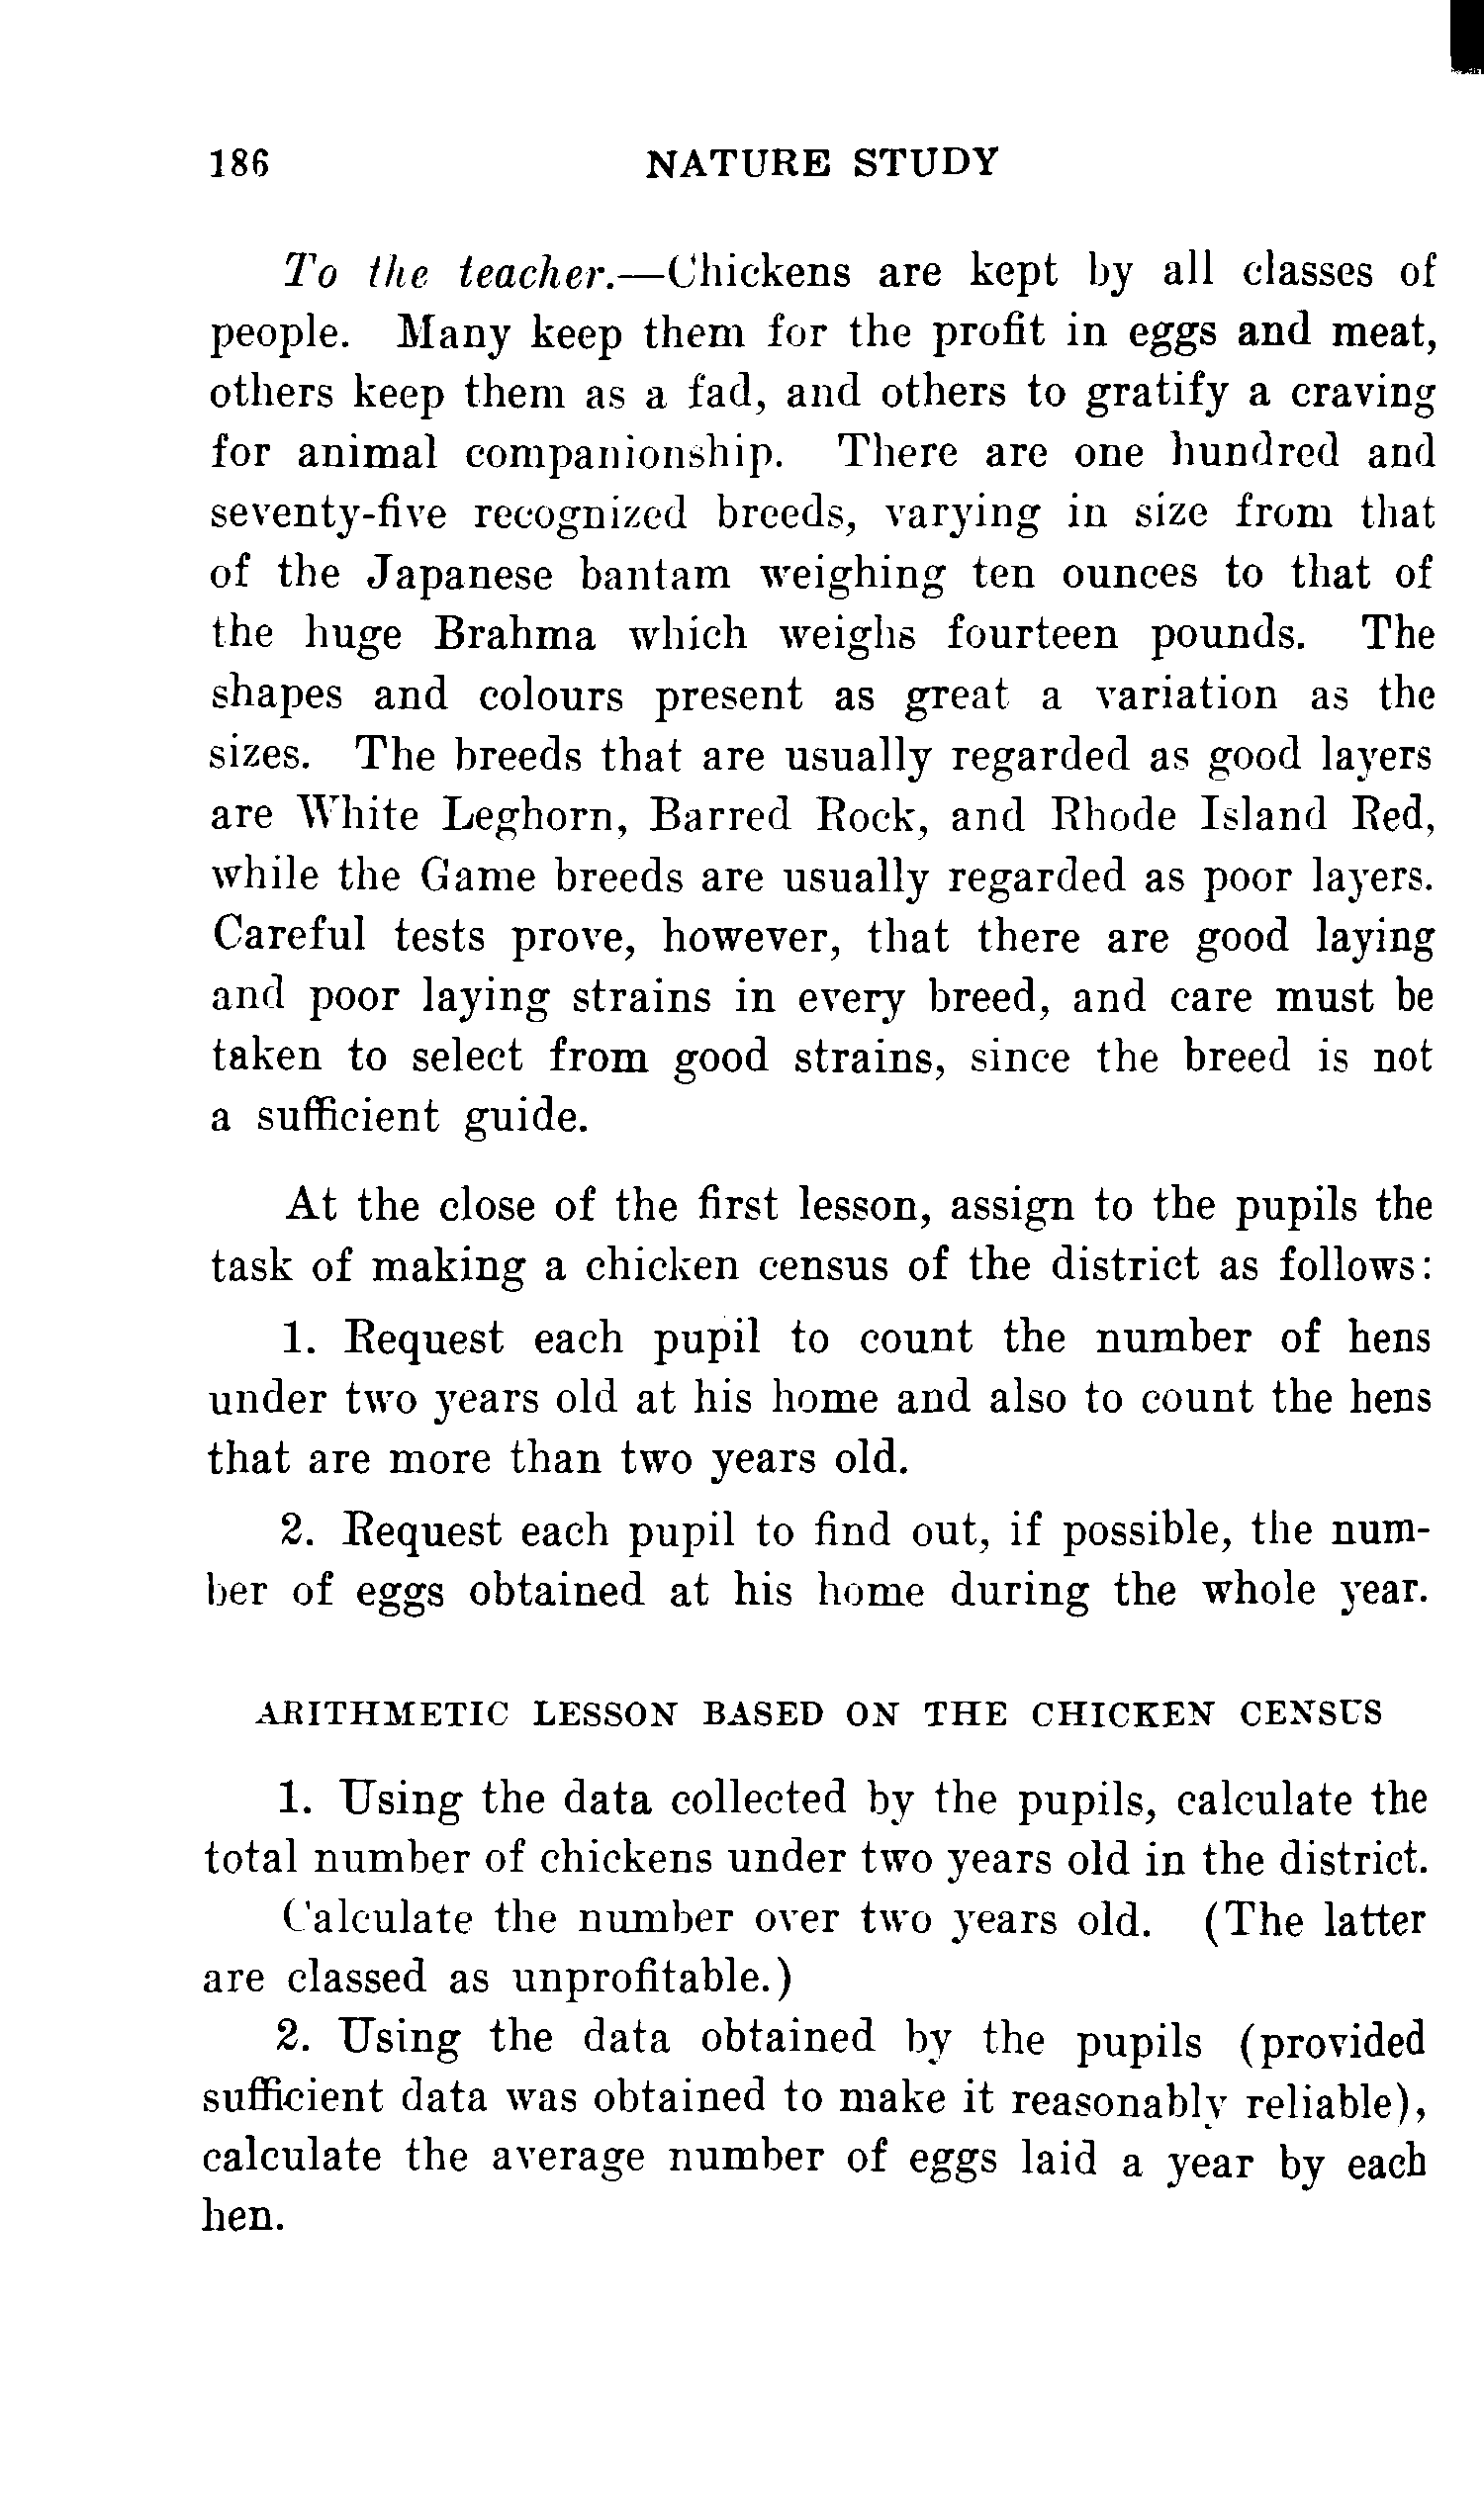 186 NATURE STUDY
To the teacher.—Chickens are kept by all classes of
people. Many keep them for the profit in eggs and meat,
others keep them as a fad, and others to gratify a craving
for animal companionship. There are one hundred and
seventy-five recognized breeds, varying in size from that
of the Japanese bantam weighing ten ounces to that of
the huge Brahma which weighs fourteen pounds. The
shapes and colours present as great a variation as the
sizes. The breeds that are usually regarded as good layers
are White Leghorn, Barred Rock, and Rhode Island Red,
while the Game breeds are usually regarded as poor layers.
Careful tests prove, however, that there are good laying
and poor laying strains in every breed, and care must be
taken to select from good strains, since the breed is not
a sufficient guide.
At the close of the first lesson, assign to the pupils the
task of making a chicken census of the district as follows:
1. Request each pupil to count the number of hens
under two years old at his home and also to count the hens
that are more than two years old.
2. Request each pupil to find out, if possible, the num-
ber of eggs obtained at his home during the whole year.
ARITHMETIC LESSON BASED ON THE CHICKEN CENSUS
1. Using the data collected by the pupils, calculate the
total number of chickens under two years old in the district.
Calculate the number over two years old. (The latter
are classed as unprofitable.)
2. Using the data obtained by the pupils (provided
sufficient data was obtained to make it reasonably reliable),
calculate the average number of eggs laid a year by each
hen.